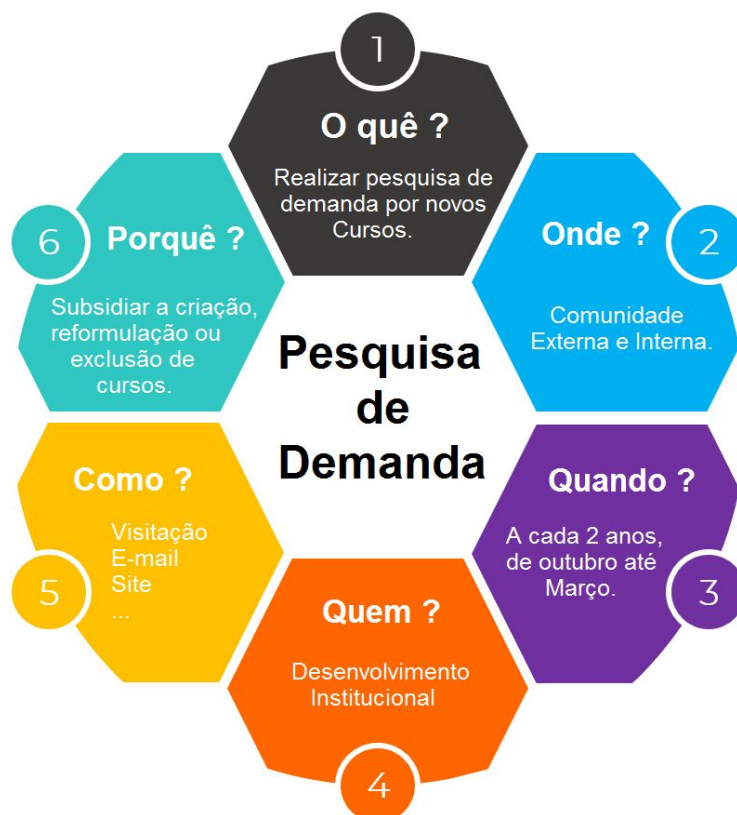 1
O quê ?
Realizar pesquisa de
demanda por novos
Cursos.
2
Onde ?
Comunidade
Externa e Interna.
3
Quando ?
A cada 2 anos,
de outubro até
Março.
4
Quem ?
Desenvolvimento
Institucional
5
Como ?
Visitação
E-mail
Site
...
6
Porquê ?
Subsidiar a criação,
reformulação ou
exclusão de
cursos.
Pesquisa
de
Demanda